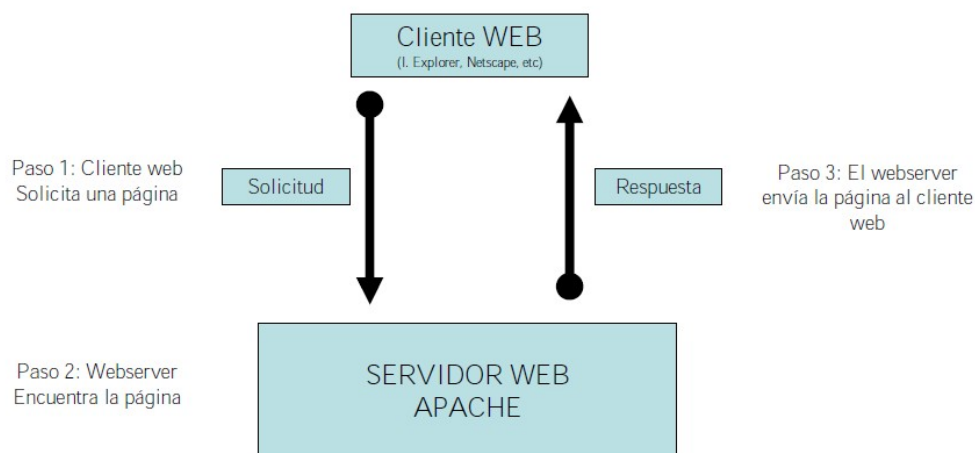 Cliente WEB
(I. Explorer, Netscape, etc)
Paso 1: Cliente web
Solicita una página
Solicitud
Respuesta
Paso 3: El webserver
envía la página al cliente
web
Paso 2: Webserver
Encuentra la página
SERVIDOR WEB
APACHE